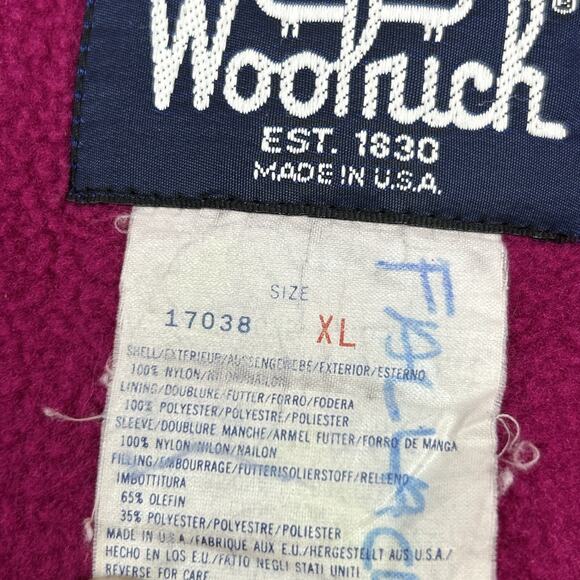 Woolrich
®
EST. 1830
MADE IN U.S.A.
SIZE
17038 XL
SHELL/EXTERIEUR/AUSSENGEWEBE/EXTERIOR/ESTERNO
100% NYLON/NILON/NAILON
LINING/DOUBLURE/FUTTER/FORRO/FODERA
100% POLYESTER/POLYESTRE/POLIESTER
SLEEVE/DOUBLURE MANCHE/ARMEL FUTTER/FORRO DE MANGA
100% NYLON/NILON/NAILON
FILLING/EMBOURRAGE/FUTTERISOLIERSTOFF/RELLENO
IMBOTTITURA
65% OLEFIN
35% POLYESTER/POLYESTRE/POLIESTER
MADE IN U.S.A./FABRIQUE AUX E.U./HERGESTELLT AUS U.S.A/
HECHO EN LOS E.U./FATTO NEGLI STATI UNITI
REVERSE FOR CARE